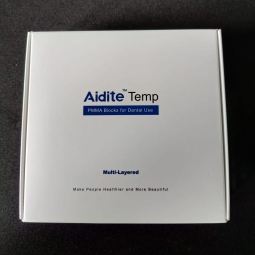 Aidite™ Temp
PMMA Blocks for Dental Use
Multi-Layered
Make People Healthier and More Beautiful